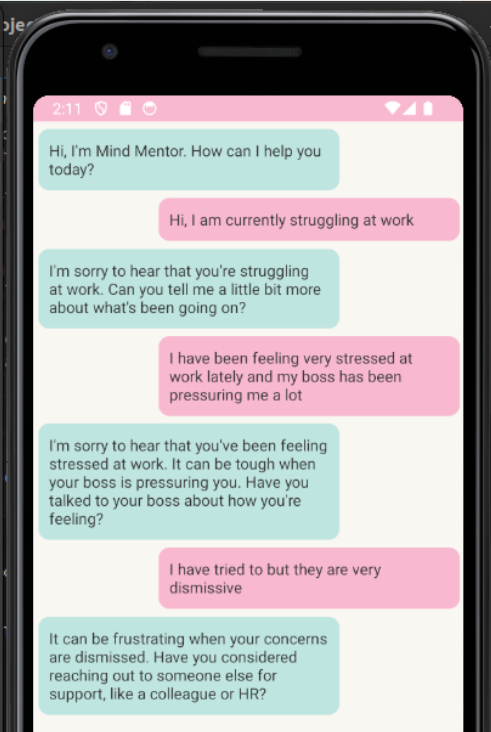 ojec
2:11
Hi, I'm Mind Mentor. How can I help you
today?
Hi, I am currently struggling at work
I'm sorry to hear that you're struggling
at work. Can you tell me a little bit more
about what's been going on?
I have been feeling very stressed at
work lately and my boss has been
pressuring me a lot
I'm sorry to hear that you've been feeling
stressed at work. It can be tough when
your boss is pressuring you. Have you
talked to your boss about how you're
feeling?
I have tried to but they are very
dismissive
It can be frustrating when your concerns
are dismissed. Have you considered
reaching out to someone else for
support, like a colleague or HR?